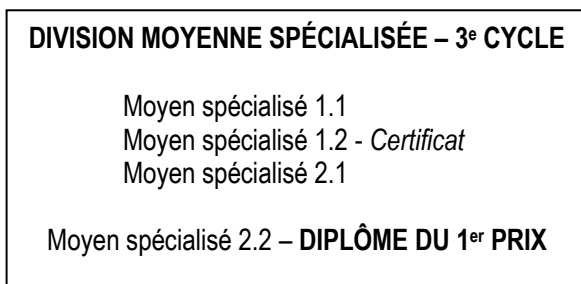 DIVISION MOYENNE SPÉCIALISÉE – 3e CYCLE
Moyen spécialisé 1.1
Moyen spécialisé 1.2 - Certificat
Moyen spécialisé 2.1
Moyen spécialisé 2.2 – DIPLÔME DU 1er PRIX